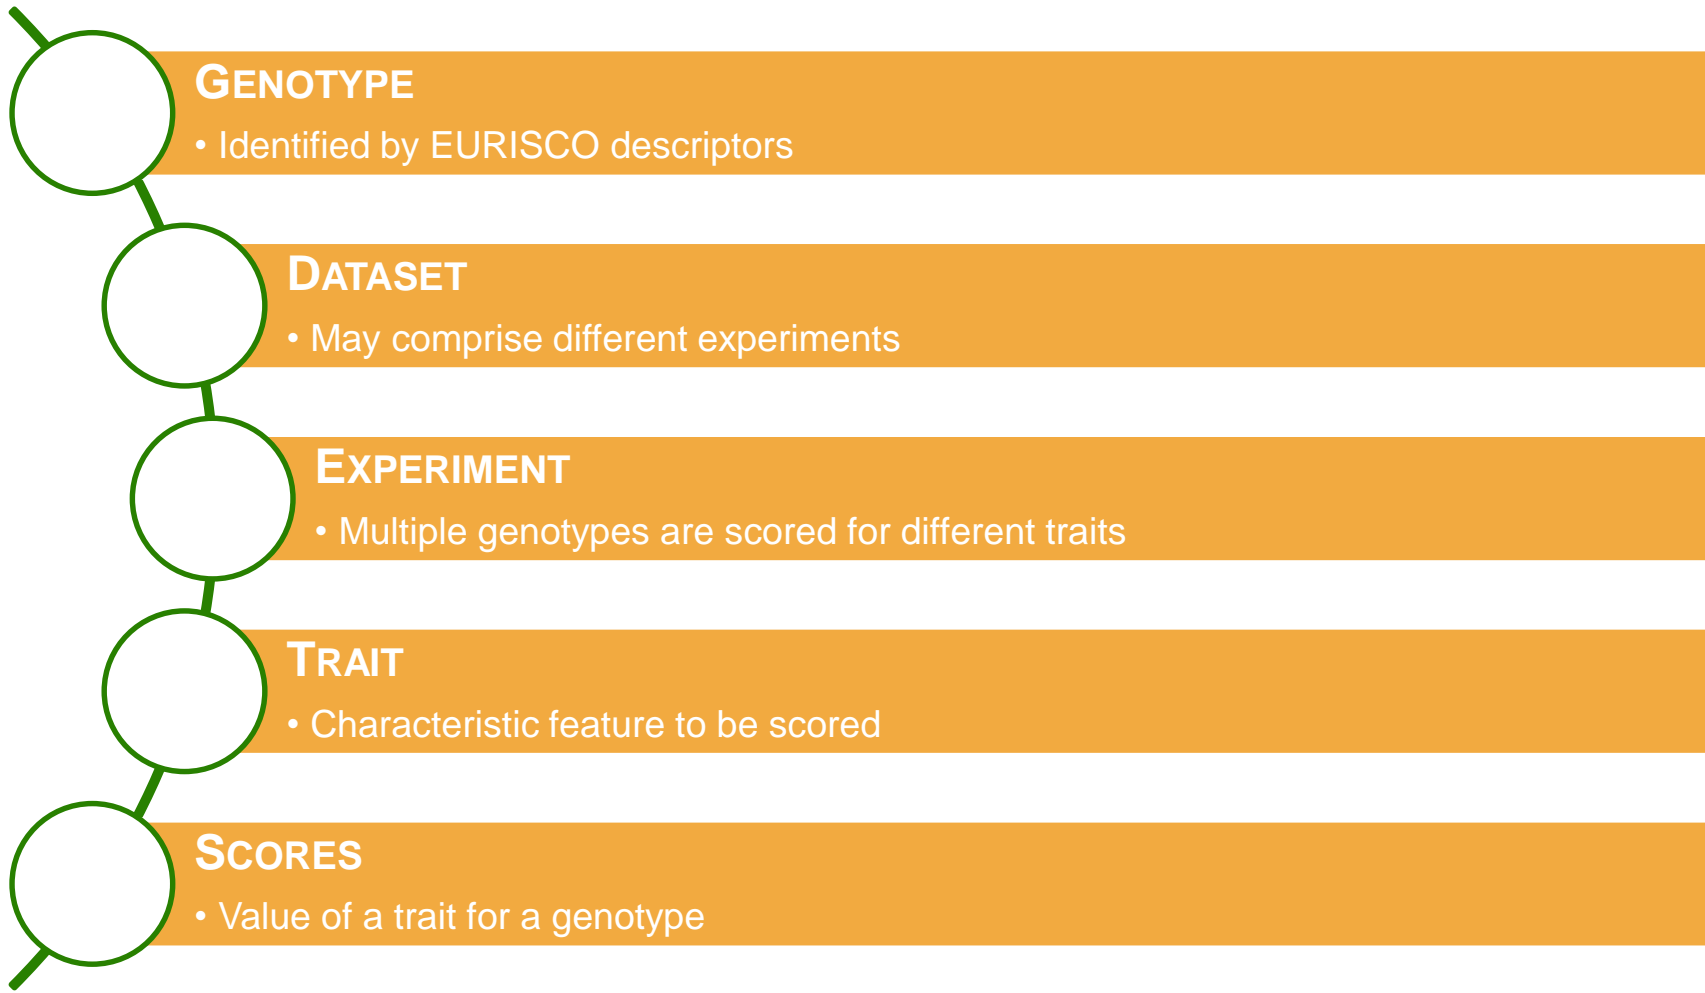 GENOTYPE
• Identified by EURISCO descriptors
DATASET
• May comprise different experiments
EXPERIMENT
• Multiple genotypes are scored for different traits
TRAIT
• Characteristic feature to be scored
SCORES
• Value of a trait for a genotype